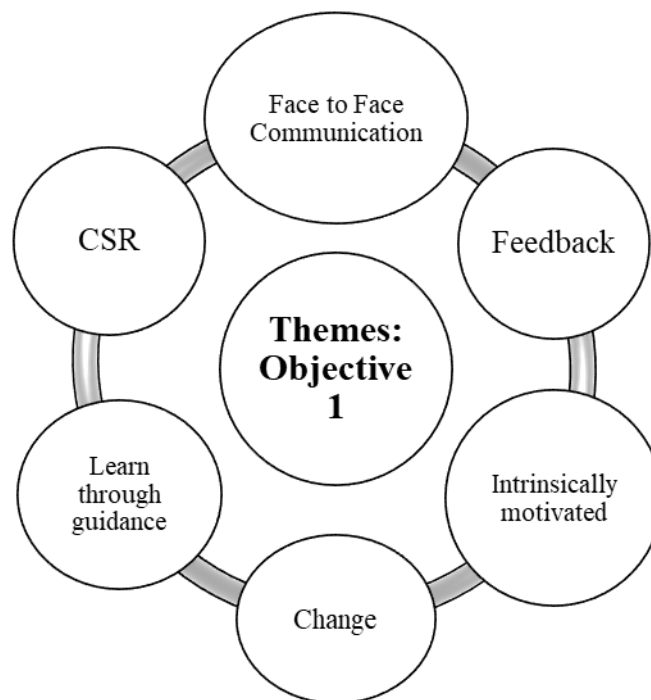 Face to Face
Communication
Feedback
Intrinsically
motivated
Change
Learn
through
guidance
CSR
Themes:
Objective
1